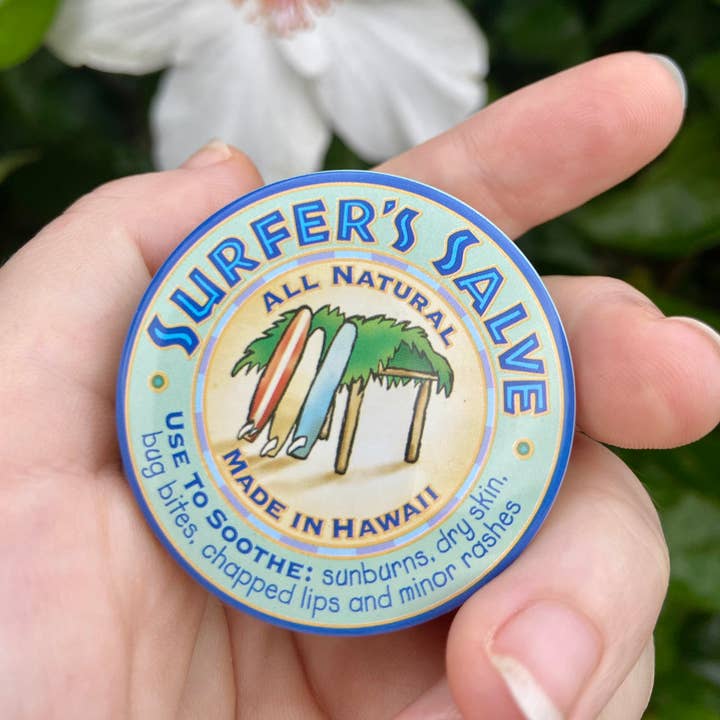 SURFER'S SALVE
ALL NATURAL
MADE IN HAWAII
USE TO SOOTHE: sunburns, dry skin,
bug bites, chapped lips and minor rashes